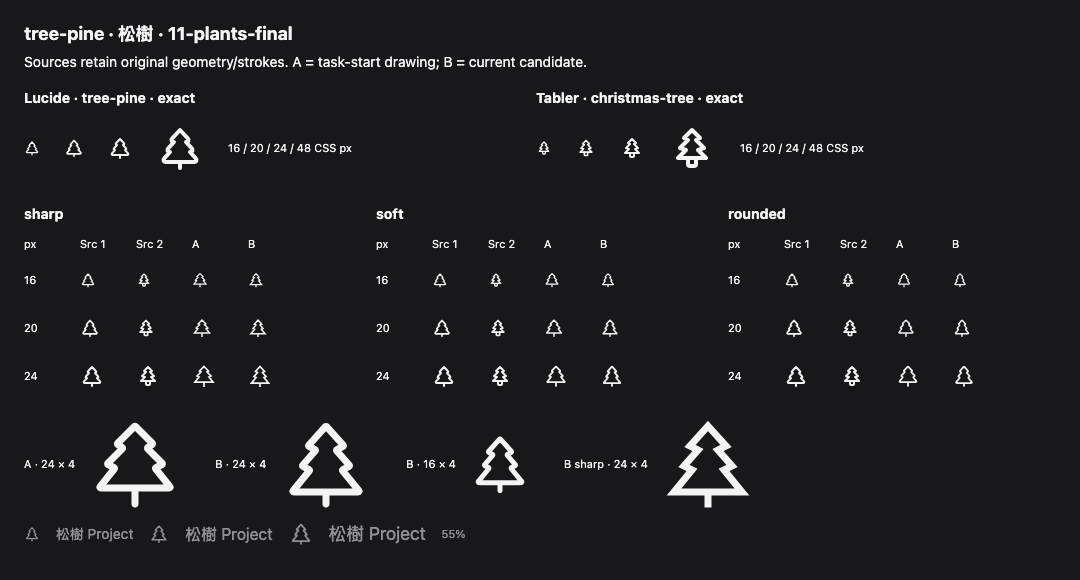 tree-pine · 松樹 · 11-plants-final
Sources retain original geometry/strokes. A = task-start drawing; B = current candidate.
Lucide · tree-pine · exact
16 / 20 / 24 / 48 CSS px
Tabler · christmas-tree · exact
16 / 20 / 24 / 48 CSS px
sharp
px Src 1 Src 2 A B
16
20
24
soft
px Src 1 Src 2 A B
16
20
24
rounded
px Src 1 Src 2 A B
16
20
24
A · 24 × 4
B · 24 × 4
B · 16 × 4
B sharp · 24 × 4
松樹 Project 松樹 Project 松樹 Project 55%